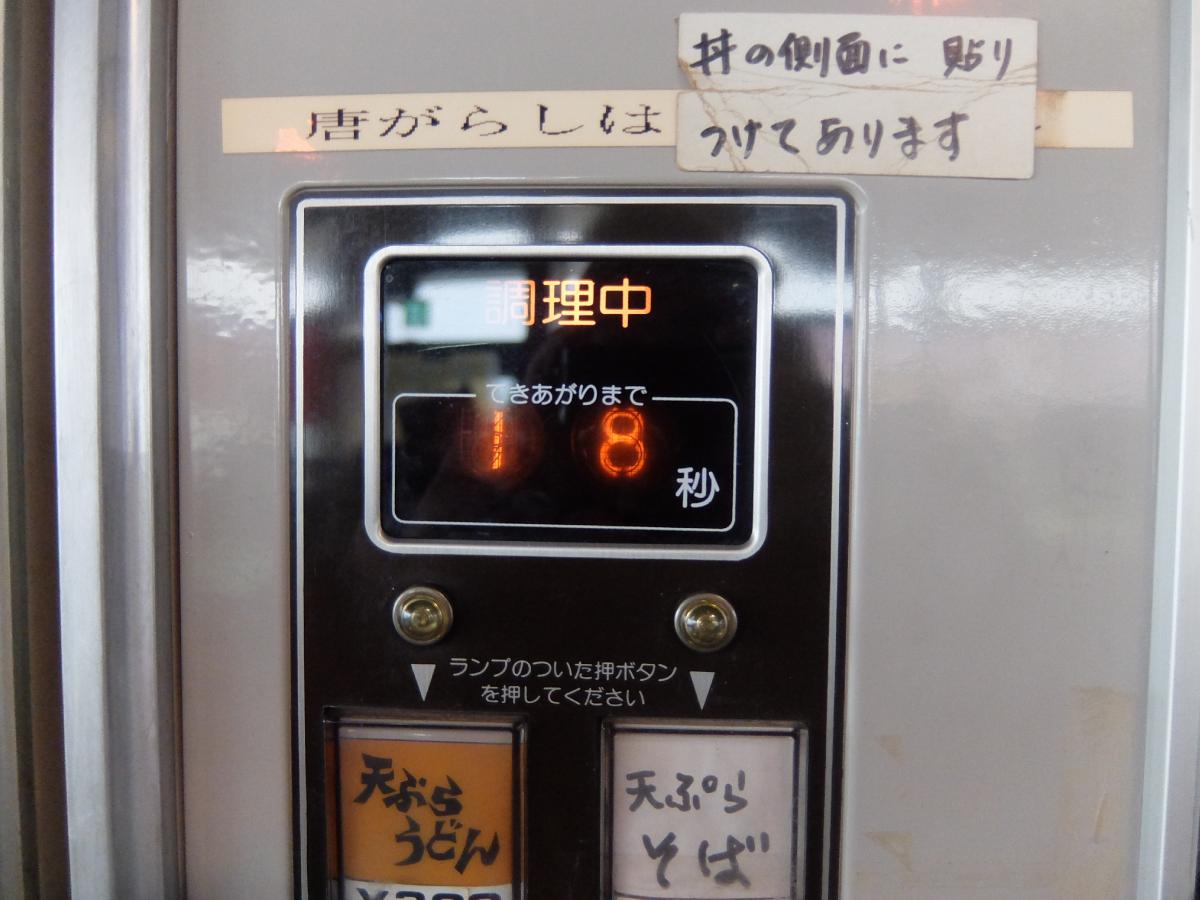 丼の側面に 貼り
つけてあります
唐がらしは
調理中
できあがりまで
18
秒
ランプのついた押ボタン
を押してください
天ぷら
うどん
天ぷら
そば